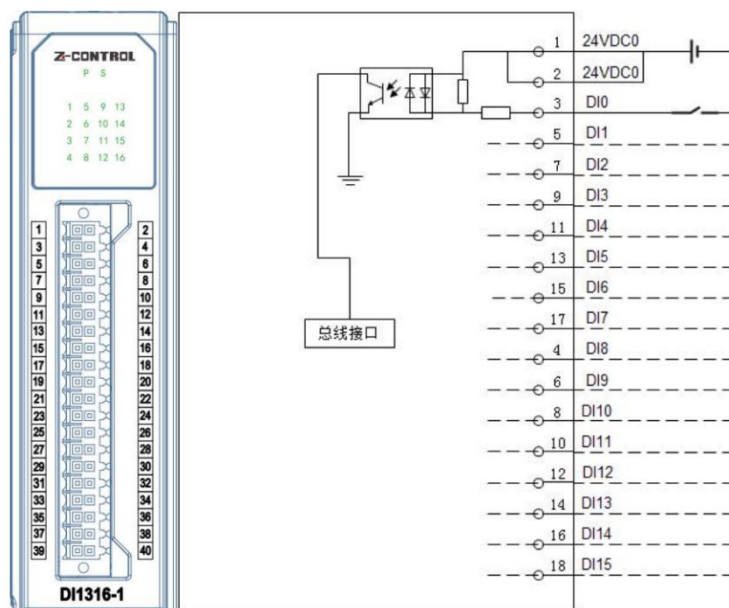 Z-CONTROL
P S
1 5 9 13
2 6 10 14
3 7 11 15
4 8 12 16
1 2
3 4
5 6
7 8
9 10
11 12
13 14
15 16
17 18
19 20
21 22
23 24
25 26
27 28
29 30
31 32
33 34
35 36
37 38
39 40
DI1316-1
总线接口
1 24VDC0
2 24VDC0
3 DI0
5 DI1
7 DI2
9 DI3
11 DI4
13 DI5
15 DI6
17 DI7
4 DI8
6 DI9
8 DI10
10 DI11
12 DI12
14 DI13
16 DI14
18 DI15